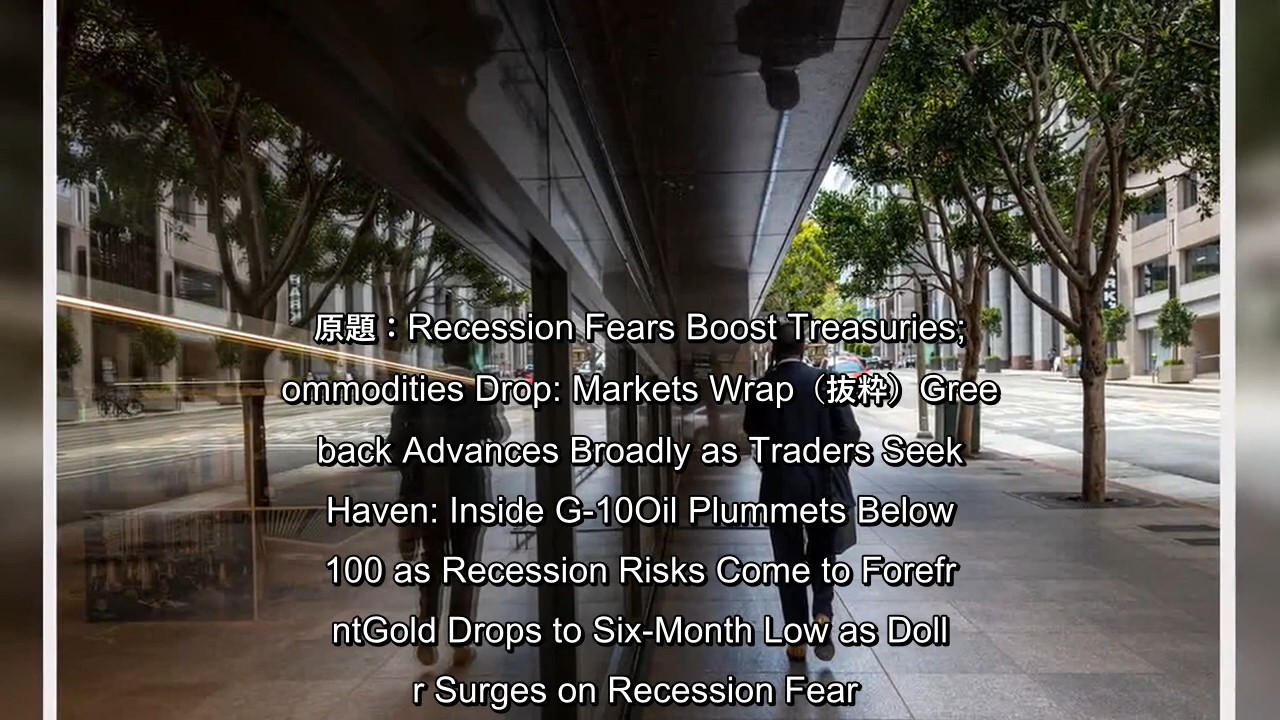 原題：Recession Fears Boost Treasuries;
ommodities Drop: Markets Wrap（抜粋）Gree
back Advances Broadly as Traders Seek
Haven: Inside G-10Oil Plummets Below
100 as Recession Risks Come to Forefr
ntGold Drops to Six-Month Low as Doll
r Surges on Recession Fear